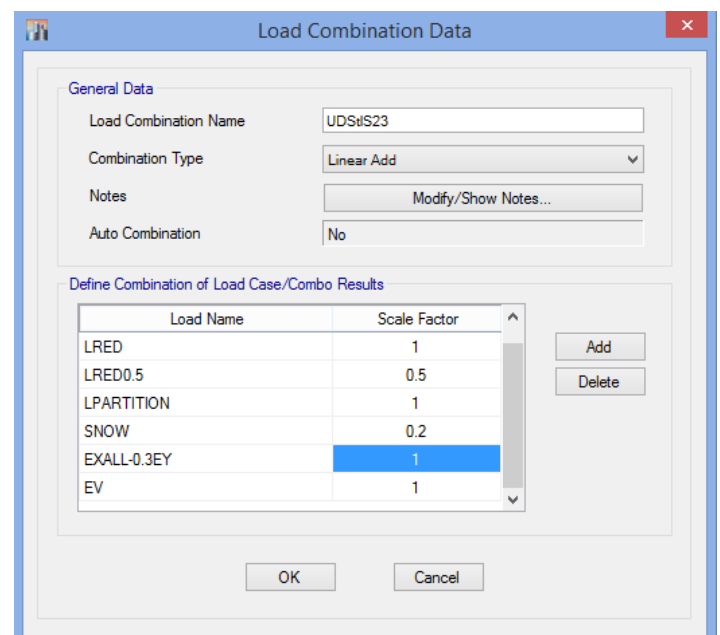 Load Combination Data
General Data
Load Combination Name UDStlS23
Combination Type Linear Add
Notes Modify/Show Notes...
Auto Combination No
Define Combination of Load Case/Combo Results
Load Name Scale Factor
LRED 1 Add
LRED0.5 0.5 Delete
LPARTITION 1
SNOW 0.2
EXALL-0.3EY 1
EV 1
OK Cancel